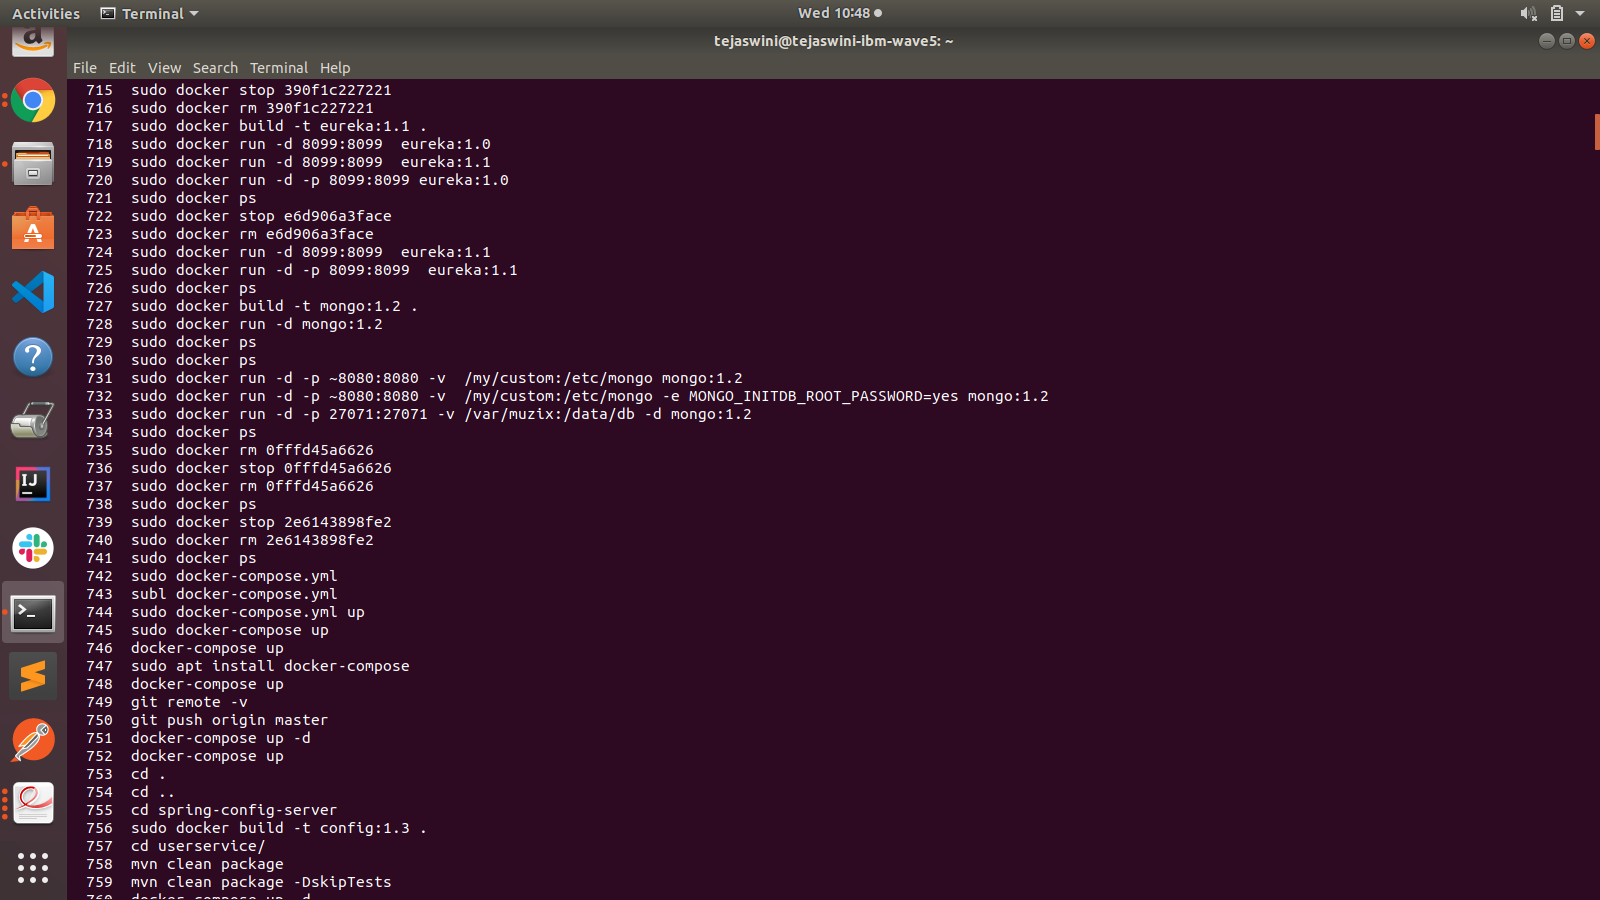 Activities Terminal Wed 10:48
tejaswini@tejaswini-ibm-wave5: ~
File Edit View Search Terminal Help
715 sudo docker stop 390f1c227221
716 sudo docker rm 390f1c227221
717 sudo docker build -t eureka:1.1 .
718 sudo docker run -d 8099:8099  eureka:1.0
719 sudo docker run -d 8099:8099  eureka:1.1
720 sudo docker run -d -p 8099:8099 eureka:1.0
721 sudo docker ps
722 sudo docker stop e6d906a3face
723 sudo docker rm e6d906a3face
724 sudo docker run -d 8099:8099  eureka:1.1
725 sudo docker run -d -p 8099:8099  eureka:1.1
726 sudo docker ps
727 sudo docker build -t mongo:1.2 .
728 sudo docker run -d mongo:1.2
729 sudo docker ps
730 sudo docker ps
731 sudo docker run -d -p ~8080:8080 -v  /my/custom:/etc/mongo mongo:1.2
732 sudo docker run -d -p ~8080:8080 -v  /my/custom:/etc/mongo -e MONGO_INITDB_ROOT_PASSWORD=yes mongo:1.2
733 sudo docker run -d -p 27071:27071 -v /var/muzix:/data/db -d mongo:1.2
734 sudo docker ps
735 sudo docker rm 0fffd45a6626
736 sudo docker stop 0fffd45a6626
737 sudo docker rm 0fffd45a6626
738 sudo docker ps
739 sudo docker stop 2e6143898fe2
740 sudo docker rm 2e6143898fe2
741 sudo docker ps
742 sudo docker-compose.yml
743 subl docker-compose.yml
744 sudo docker-compose.yml up
745 sudo docker-compose up
746 docker-compose up
747 sudo apt install docker-compose
748 docker-compose up
749 git remote -v
750 git push origin master
751 docker-compose up -d
752 docker-compose up
753 cd .
754 cd ..
755 cd spring-config-server
756 sudo docker build -t config:1.3 .
757 cd userservice/
758 mvn clean package
759 mvn clean package -DskipTests
760 docker-compose up -d